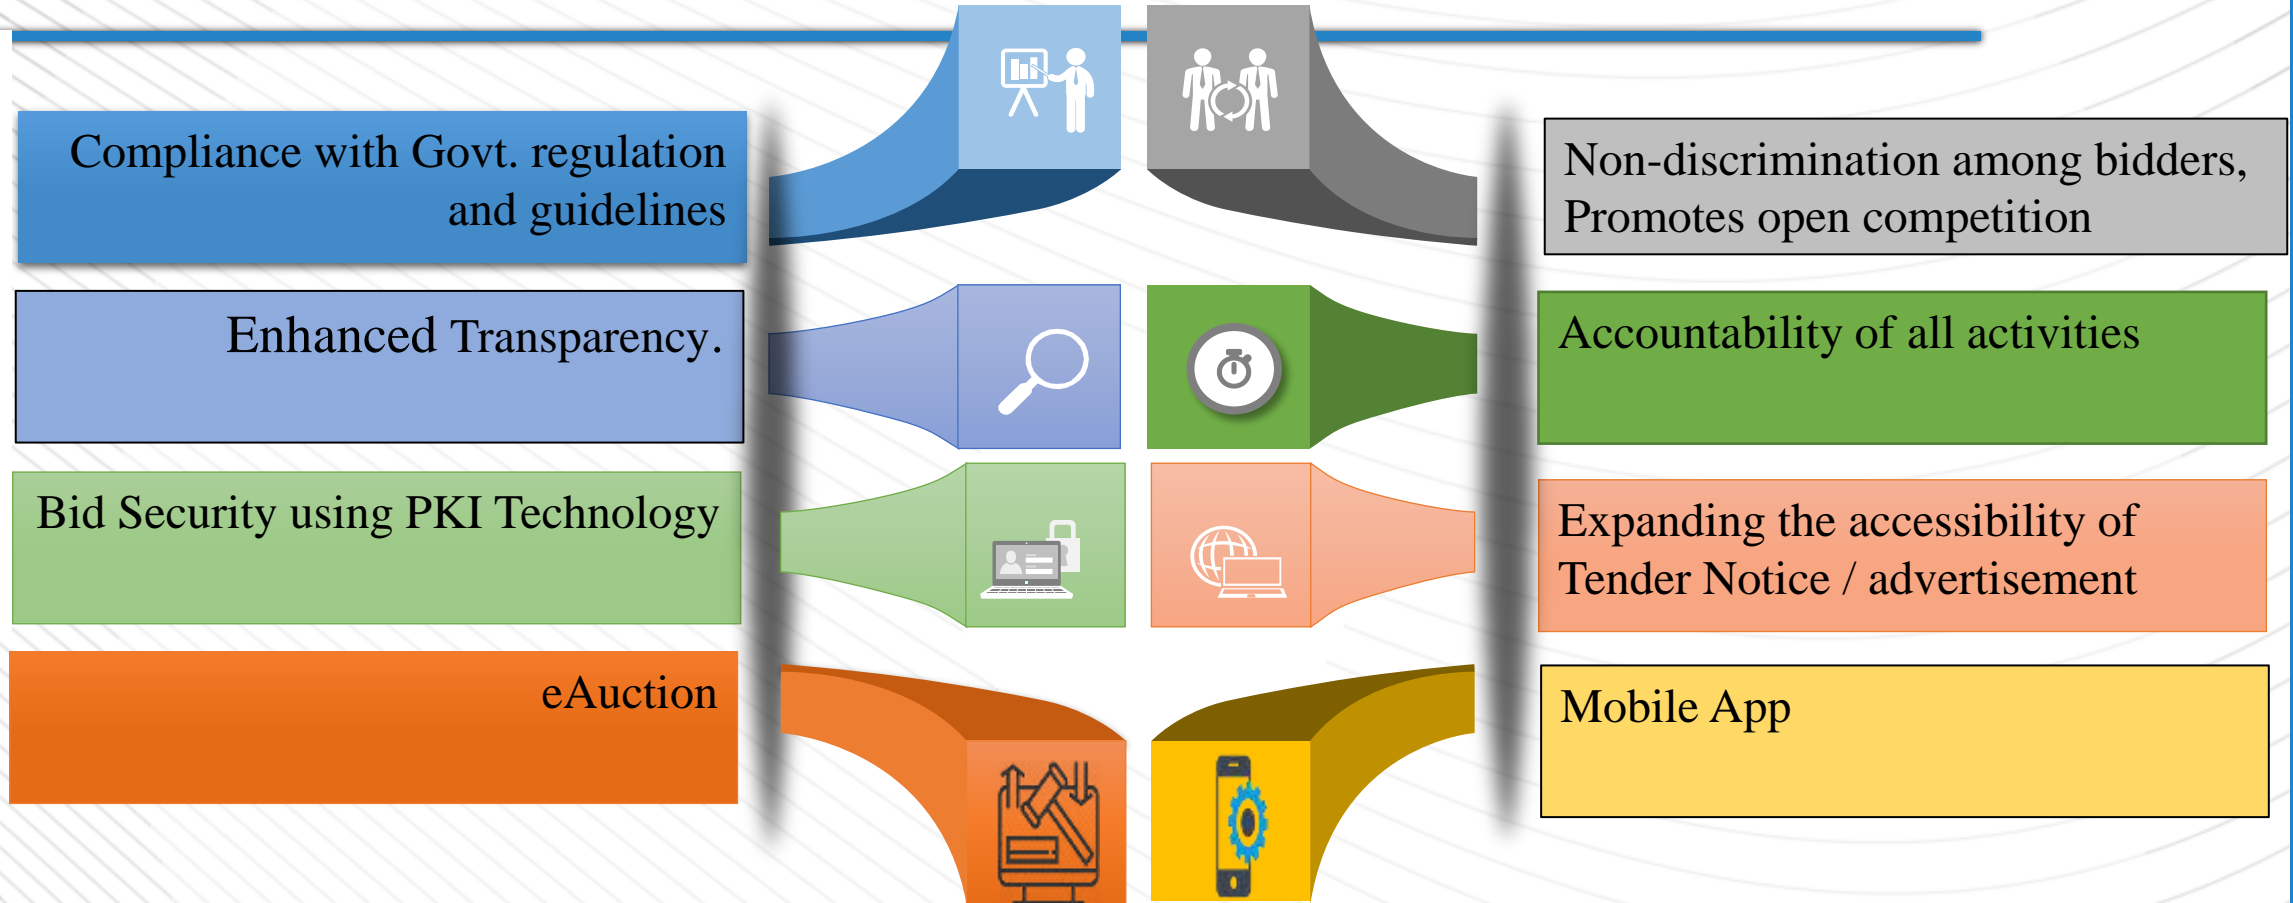 Compliance with Govt. regulation
and guidelines
Non-discrimination among bidders,
Promotes open competition
Enhanced Transparency.
Accountability of all activities
Bid Security using PKI Technology
Expanding the accessibility of
Tender Notice / advertisement
eAuction
Mobile App